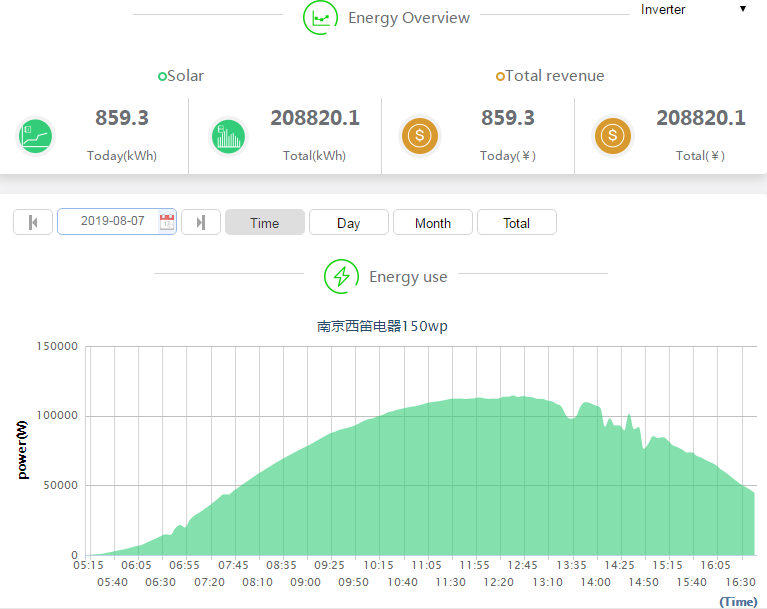 Energy Overview
Inverter
Solar
Total revenue
859.3
208820.1
859.3
208820.1
Today(kWh)
Total(kWh)
Today(¥)
Total(¥)
2019-08-07
Time
Day
Month
Total
Energy use
南京西笛电器150wp
150000
100000
50000
0
power(W)
05:15 06:05 06:55 07:45 08:35 09:25 10:15 11:05 11:55 12:45 13:35 14:25 15:15 16:05
05:40 06:30 07:20 08:10 09:00 09:50 10:40 11:30 12:20 13:10 14:00 14:50 15:40 16:30
(Time)